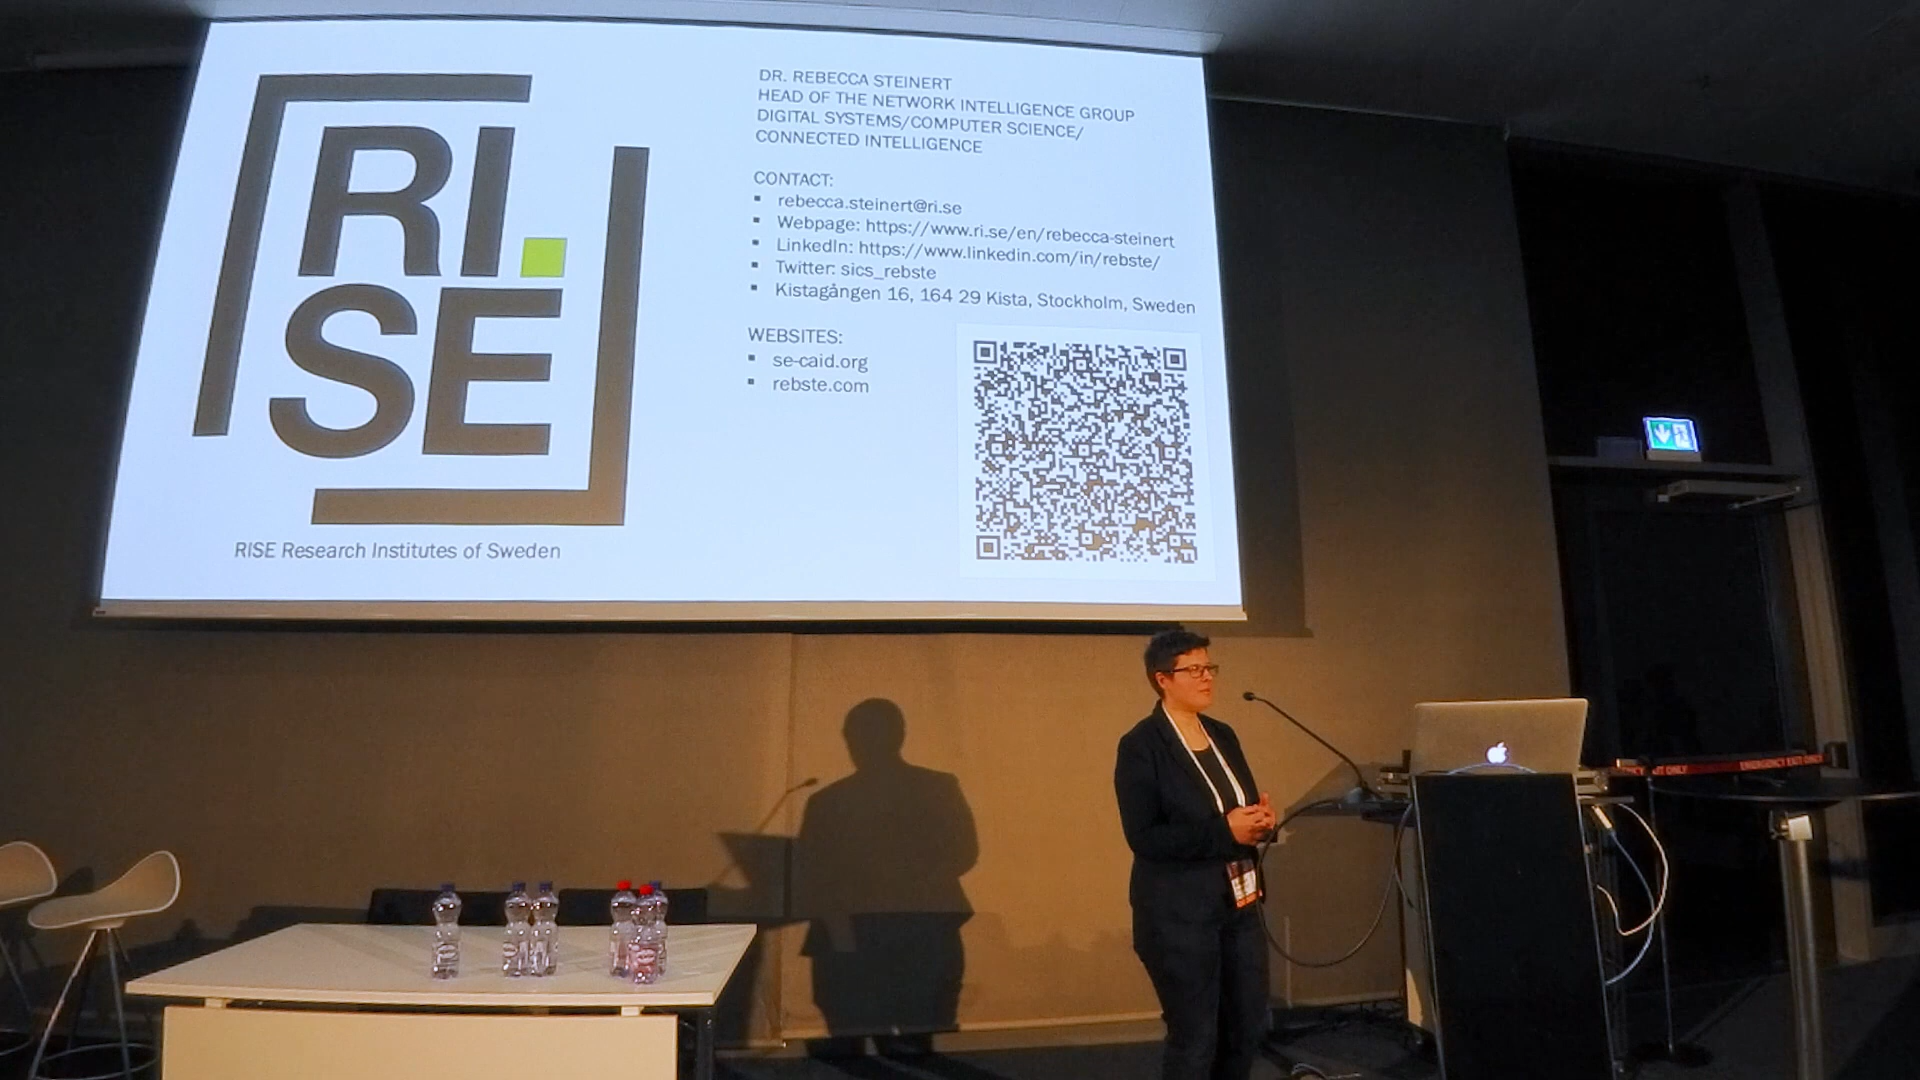 RI.
SE
RISE Research Institutes of Sweden
DR. REBECCA STEINERT
HEAD OF THE NETWORK INTELLIGENCE GROUP
DIGITAL SYSTEMS/COMPUTER SCIENCE/
CONNECTED INTELLIGENCE
CONTACT:
▪ rebecca.steinert@ri.se
▪ Webpage: https://www.ri.se/en/rebecca-steinert
▪ LinkedIn: https://www.linkedin.com/in/rebste/
▪ Twitter: sics_rebste
▪ Kistagången 16, 164 29 Kista, Stockholm, Sweden
WEBSITES:
▪ se-caid.org
▪ rebste.com
EMERGENCY EXIT ONLY